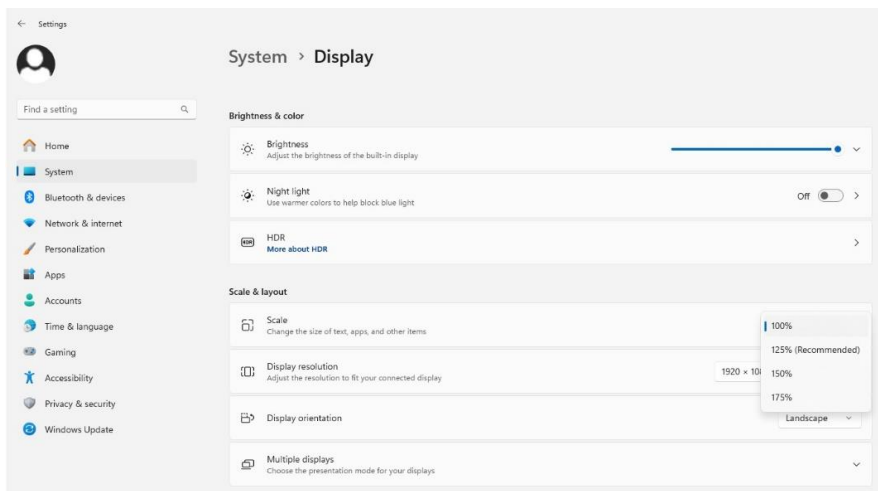 Settings
System > Display
Find a setting
Home
System
Bluetooth & devices
Network & internet
Personalization
Apps
Accounts
Time & language
Gaming
Accessibility
Privacy & security
Windows Update
Brightness & color
Brightness
Adjust the brightness of the built-in display
Night light
Use warmer colors to help block blue light
Off
HDR
HDR
More about HDR
Scale & layout
Scale
Change the size of text, apps, and other items
100%
125% (Recommended)
150%
175%
Display resolution
Adjust the resolution to fit your connected display
1920 × 10
Display orientation
Landscape
Multiple displays
Choose the presentation mode for your displays